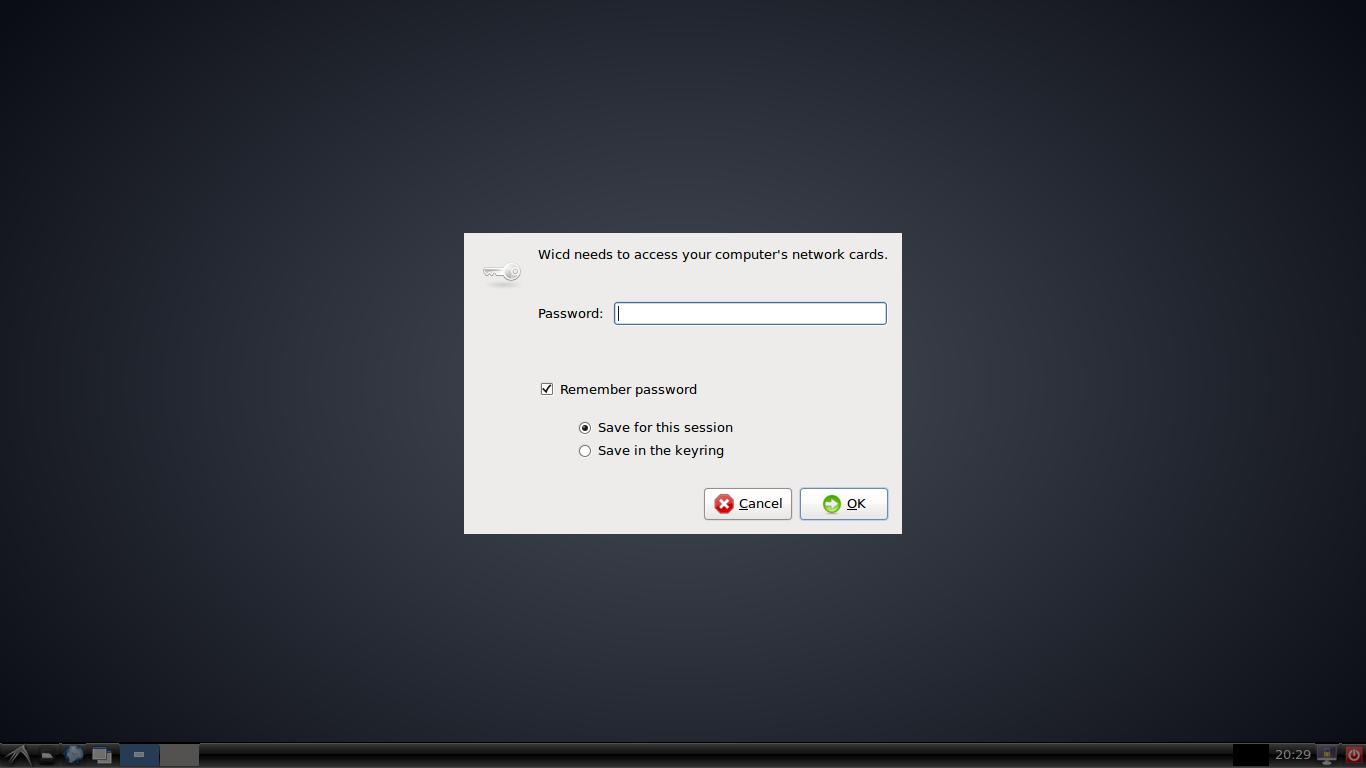 Wicd needs to access your computer's network cards.
Password:
Remember password
Save for this session
Save in the keyring
Cancel OK
20:29